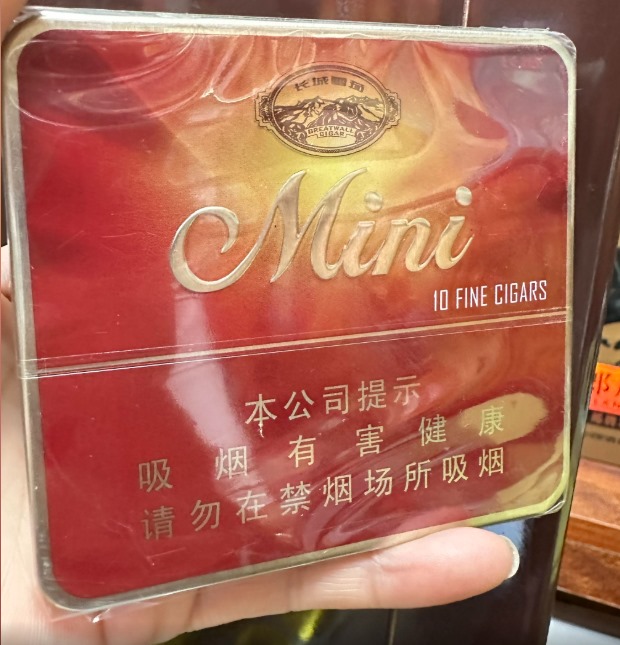 长城雪茄
GREATWALL
CIGAR
Mini
10 FINE CIGARS
本公司提示
吸烟有害健康
请勿在禁烟场所吸烟